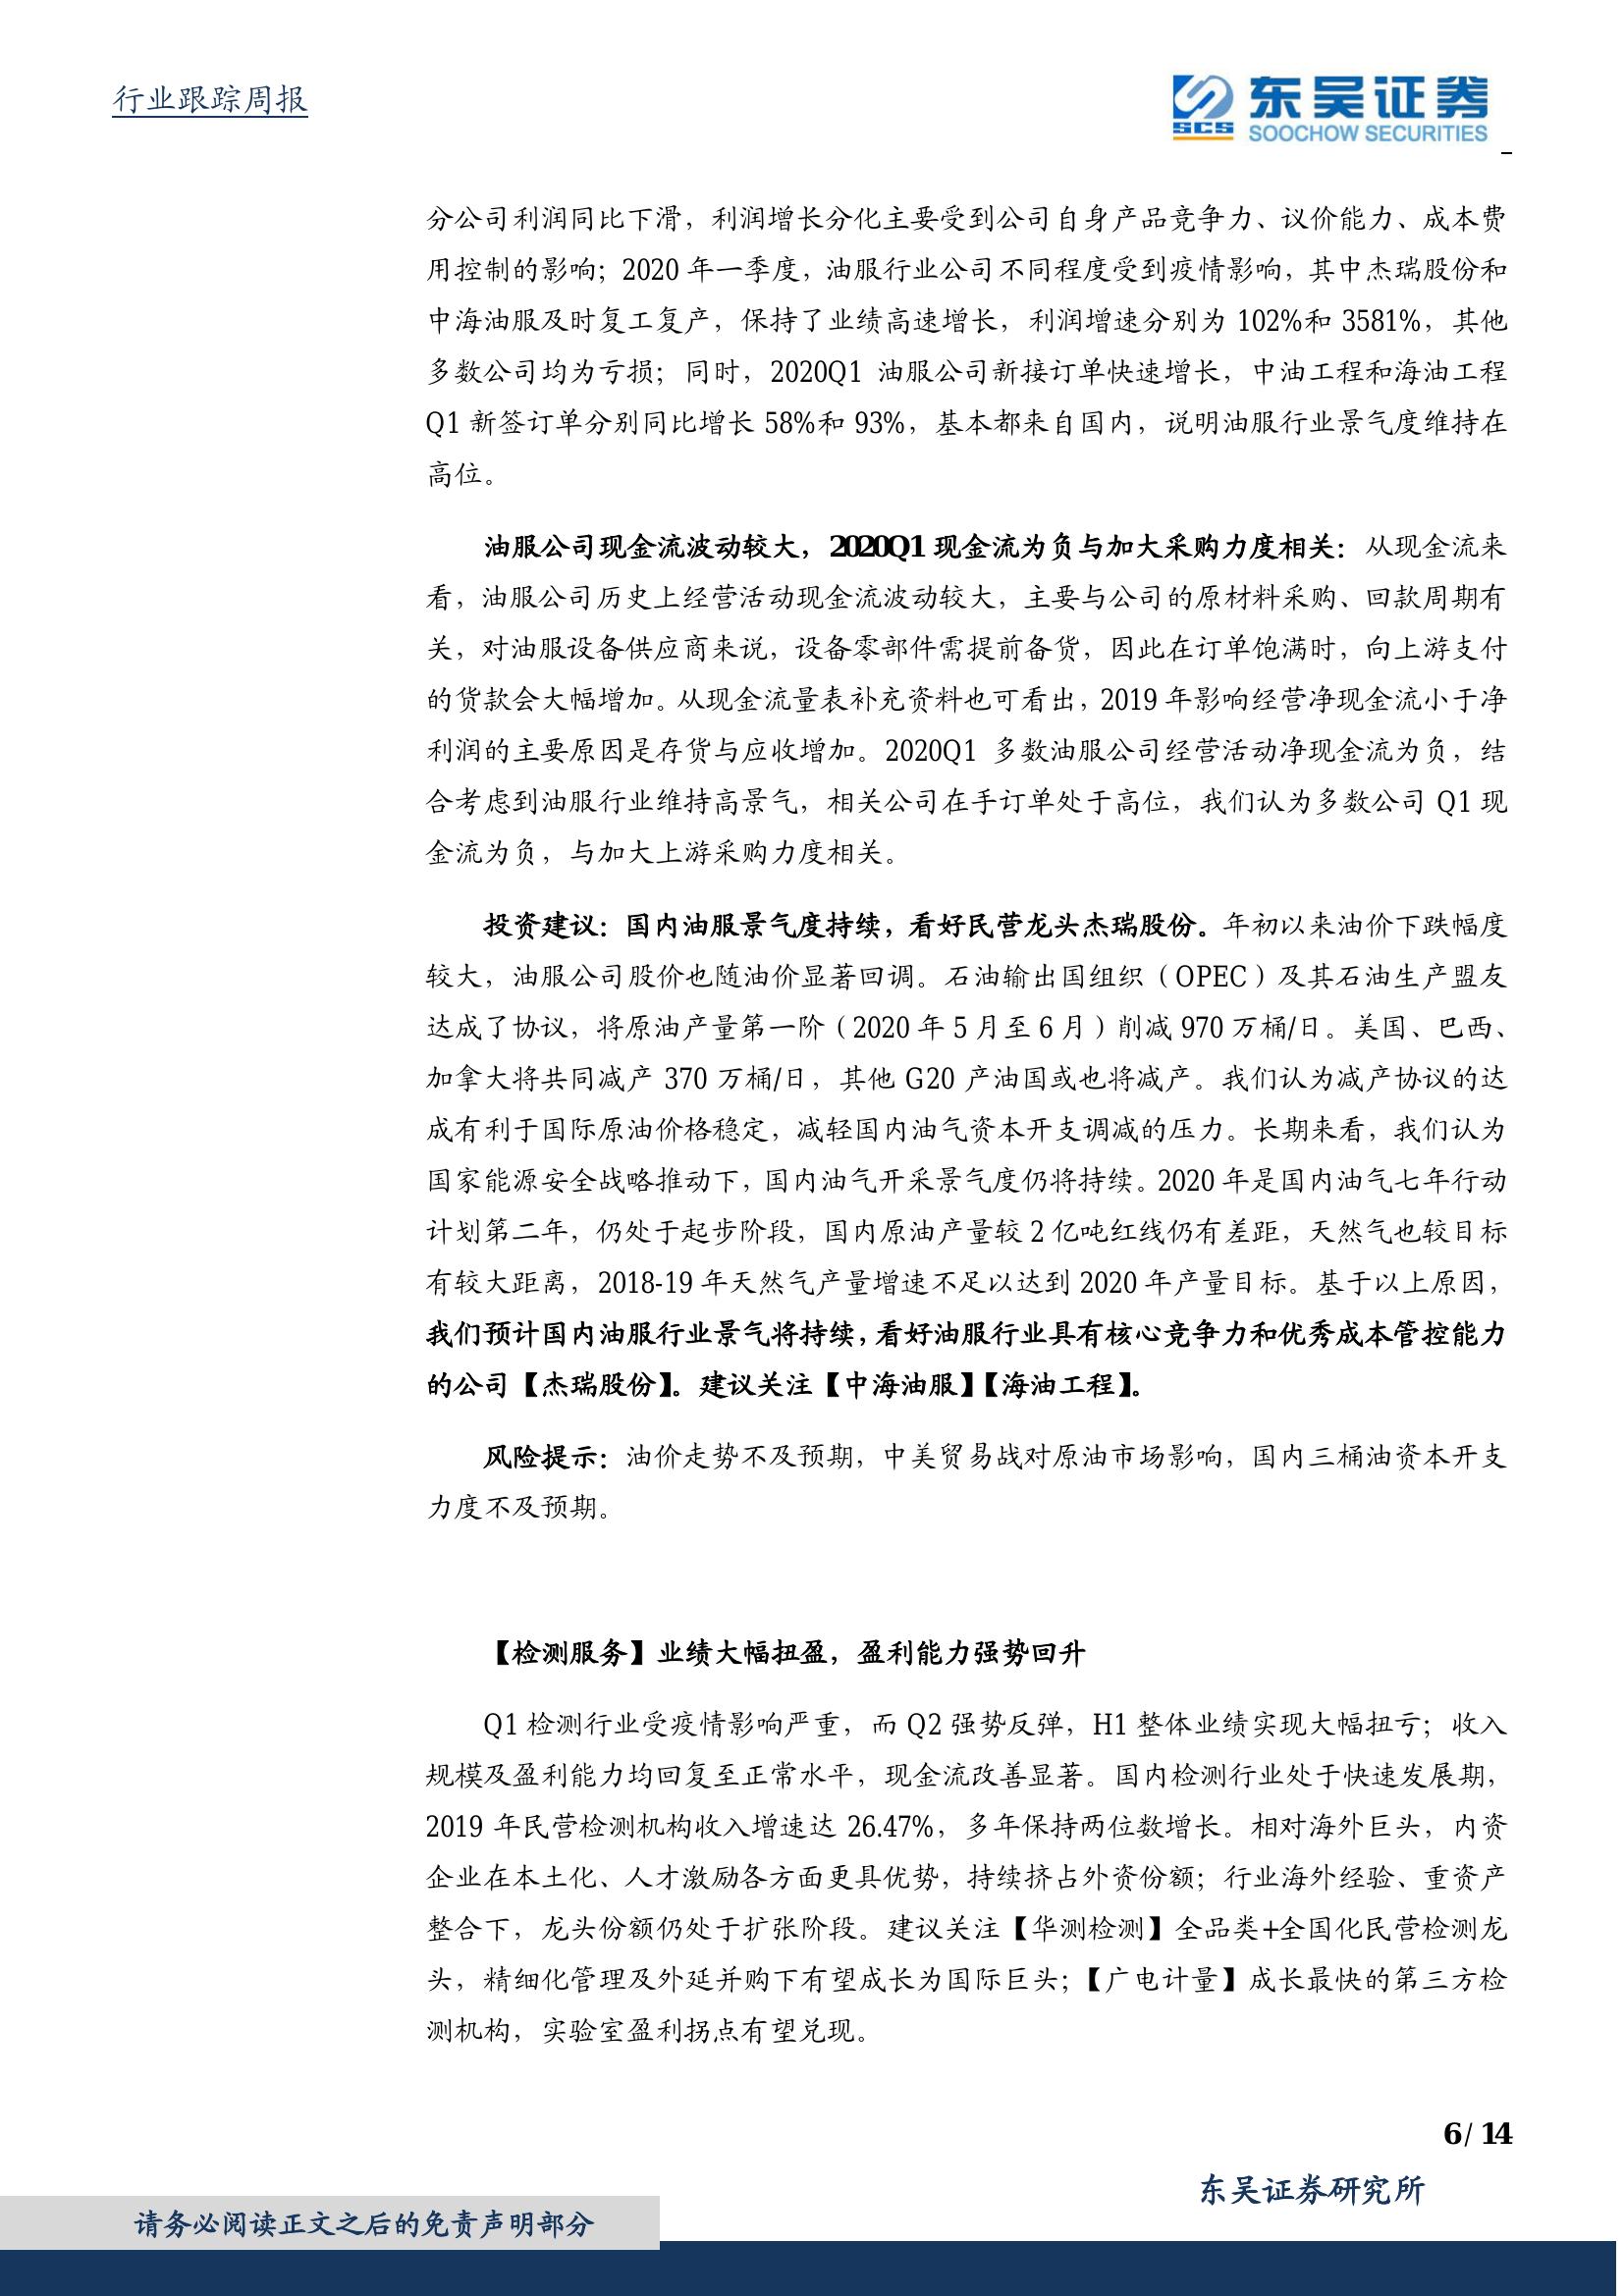 行业跟踪周报
东吴证券
SCS
SOOCHOW SECURITIES
分公司利润同比下滑，利润增长分化主要受到公司自身产品竞争力、议价能力、成本费
用控制的影响；2020 年一季度，油服行业公司不同程度受到疫情影响，其中杰瑞股份和
中海油服及时复工复产，保持了业绩高速增长，利润增速分别为 102%和 3581%，其他
多数公司均为亏损；同时，2020Q1 油服公司新接订单快速增长，中油工程和海油工程
Q1 新签订单分别同比增长 58%和 93%，基本都来自国内，说明油服行业景气度维持在
高位。
油服公司现金流波动较大，2020Q1 现金流为负与加大采购力度相关：从现金流来
看，油服公司历史上经营活动现金流波动较大，主要与公司的原材料采购、回款周期有
关，对油服设备供应商来说，设备零部件需提前备货，因此在订单饱满时，向上游支付
的货款会大幅增加。从现金流量表补充资料也可看出，2019 年影响经营净现金流小于净
利润的主要原因是存货与应收增加。2020Q1 多数油服公司经营活动净现金流为负，结
合考虑到油服行业维持高景气，相关公司在手订单处于高位，我们认为多数公司 Q1 现
金流为负，与加大上游采购力度相关。
投资建议：国内油服景气度持续，看好民营龙头杰瑞股份。年初以来油价下跌幅度
较大，油服公司股价也随油价显著回调。石油输出国组织（OPEC）及其石油生产盟友
达成了协议，将原油产量第一阶（2020 年 5 月至 6 月）削减 970 万桶/日。美国、巴西、
加拿大将共同减产 370 万桶/日，其他 G20 产油国或也将减产。我们认为减产协议的达
成有利于国际原油价格稳定，减轻国内油气资本开支调减的压力。长期来看，我们认为
国家能源安全战略推动下，国内油气开采景气度仍将持续。2020 年是国内油气七年行动
计划第二年，仍处于起步阶段，国内原油产量较 2 亿吨红线仍有差距，天然气也较目标
有较大距离，2018-19 年天然气产量增速不足以达到 2020 年产量目标。基于以上原因，
我们预计国内油服行业景气将持续，看好油服行业具有核心竞争力和优秀成本管控能力
的公司【杰瑞股份】。建议关注【中海油服】【海油工程】。
风险提示：油价走势不及预期，中美贸易战对原油市场影响，国内三桶油资本开支
力度不及预期。
【检测服务】业绩大幅扭盈，盈利能力强势回升
Q1 检测行业受疫情影响严重，而 Q2 强势反弹，H1 整体业绩实现大幅扭亏；收入
规模及盈利能力均回复至正常水平，现金流改善显著。国内检测行业处于快速发展期，
2019 年民营检测机构收入增速达 26.47%，多年保持两位数增长。相对海外巨头，内资
企业在本土化、人才激励各方面更具优势，持续挤占外资份额；行业海外经验、重资产
整合下，龙头份额仍处于扩张阶段。建议关注【华测检测】全品类+全国化民营检测龙
头，精细化管理及外延并购下有望成长为国际巨头；【广电计量】成长最快的第三方检
测机构，实验室盈利拐点有望兑现。
6 / 14
东吴证券研究所
请务必阅读正文之后的免责声明部分